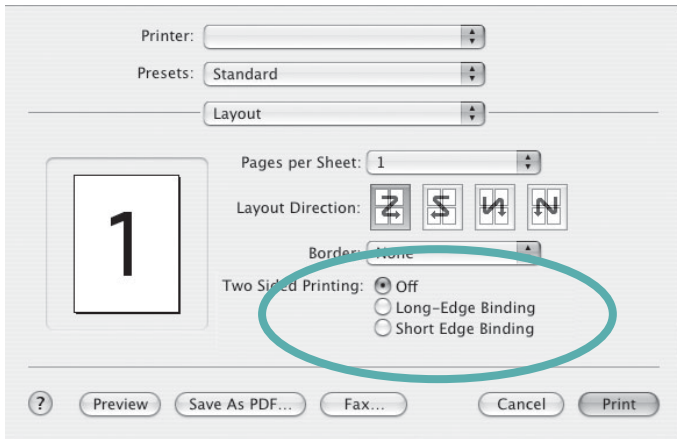 Printer:
Presets: Standard
Layout
Pages per Sheet: 1
Layout Direction:
Border: None
1
Two Sided Printing: Off
Long-Edge Binding
Short Edge Binding
? Preview Save As PDF... Fax... Cancel Print